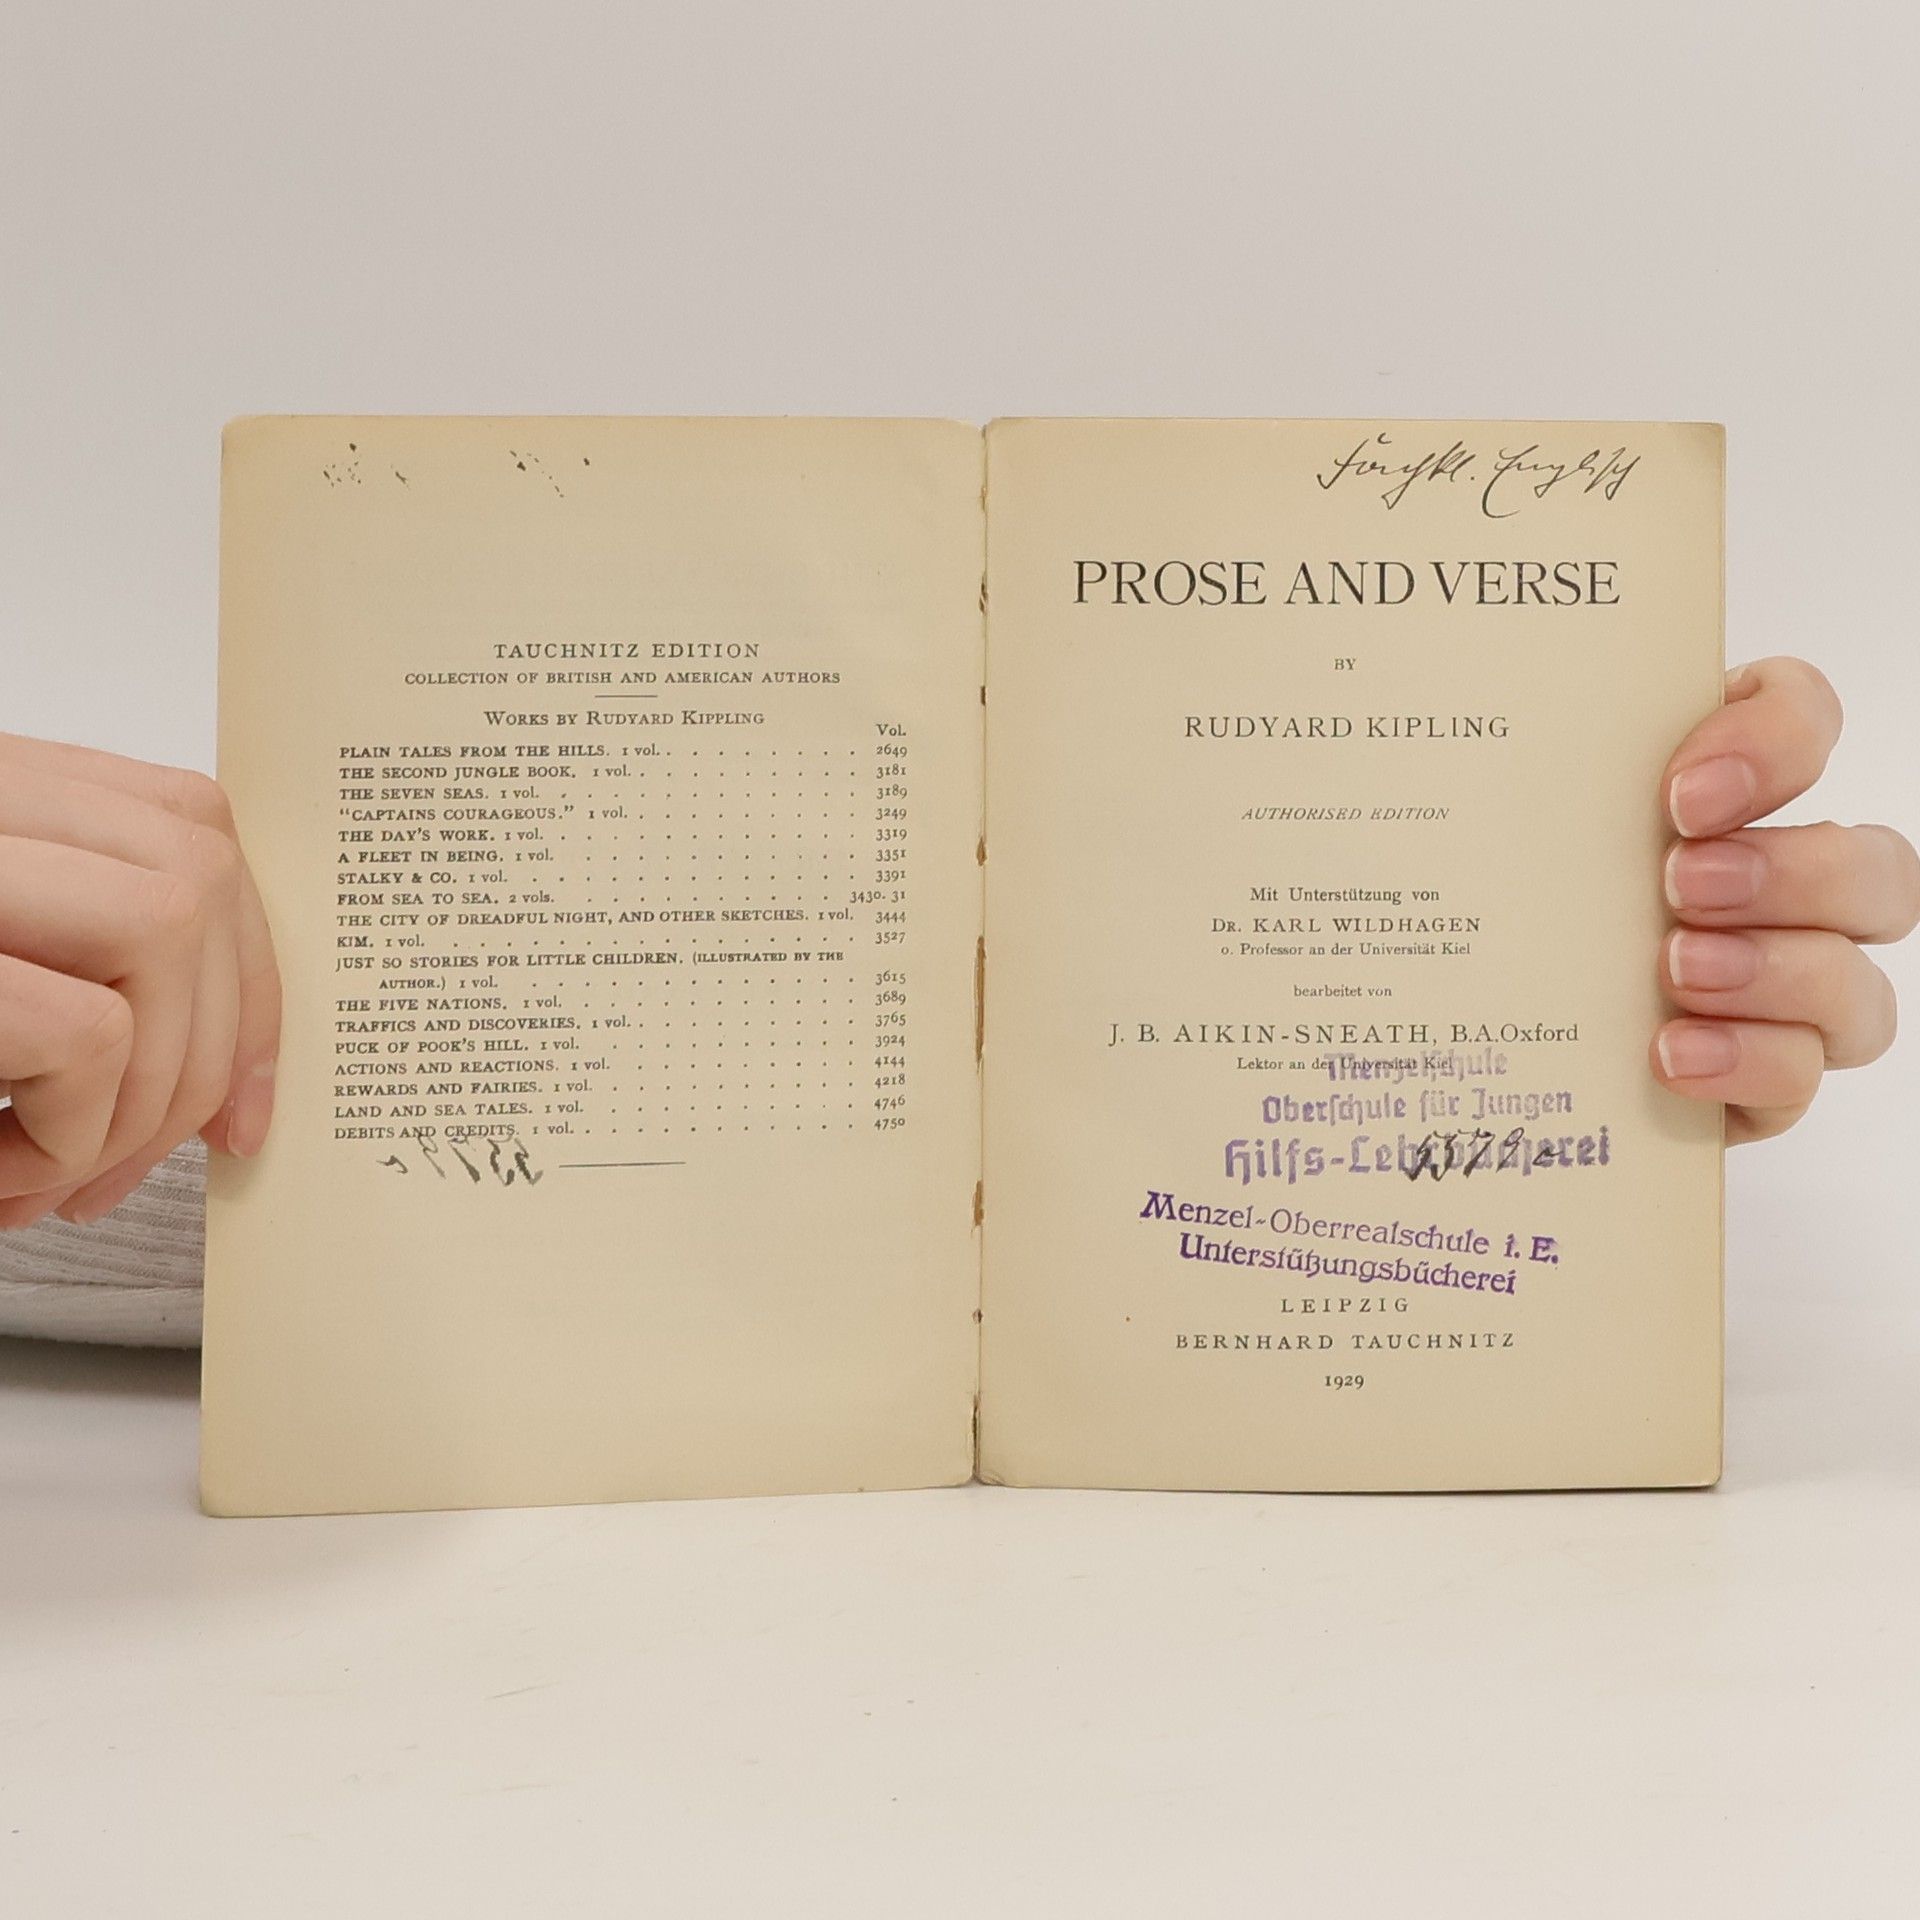 TAUCHNITZ EDITION
COLLECTION OF BRITISH AND AMERICAN AUTHORS
WORKS BY RUDYARD KIPPLING
Vol.
PLAIN TALES FROM THE HILLS. 1 vol. . . . . . . . . 2649
THE SECOND JUNGLE BOOK. 1 vol. . . . . . . . . . 3181
THE SEVEN SEAS. 1 vol. . . . . . . . . . . . . 3189
"CAPTAINS COURAGEOUS." 1 vol. . . . . . . . . . 3249
THE DAY'S WORK. 1 vol. . . . . . . . . . . . . 3319
A FLEET IN BEING. 1 vol. . . . . . . . . . . . 3351
STALKY & CO. 1 vol. . . . . . . . . . . . . . 3391
FROM SEA TO SEA. 2 vols. . . . . . . . . . . 3430. 31
THE CITY OF DREADFUL NIGHT, AND OTHER SKETCHES. 1 vol. 3444
KIM. 1 vol. . . . . . . . . . . . . . . . . 3527
JUST SO STORIES FOR LITTLE CHILDREN. (ILLUSTRATED BY THE
AUTHOR.) 1 vol. . . . . . . . . . . . . . 3615
THE FIVE NATIONS. 1 vol. . . . . . . . . . . . 3689
TRAFFICS AND DISCOVERIES. 1 vol. . . . . . . . . . 3765
PUCK OF POOK'S HILL. 1 vol. . . . . . . . . . . 3924
ACTIONS AND REACTIONS. 1 vol. . . . . . . . . . 4144
REWARDS AND FAIRIES. 1 vol. . . . . . . . . . . 4218
LAND AND SEA TALES. 1 vol. . . . . . . . . . . 4746
DEBITS AND CREDITS. 1 vol. . . . . . . . . . . . 4750
Englisch
PROSE AND VERSE
BY
RUDYARD KIPLING
AUTHORISED EDITION
Mit Unterstützung von
DR. KARL WILDHAGEN
o. Professor an der Universität Kiel
bearbeitet von
J. B. AIKIN-SNEATH, B.A.Oxford
Lektor an der Universität Kiel
Menzelschule
Oberschule für Jungen
Hilfs-Lehrbücherei
5579 a
Menzel-Oberrealschule i. E.
Unterstützungsbücherei
LEIPZIG
BERNHARD TAUCHNITZ
1929